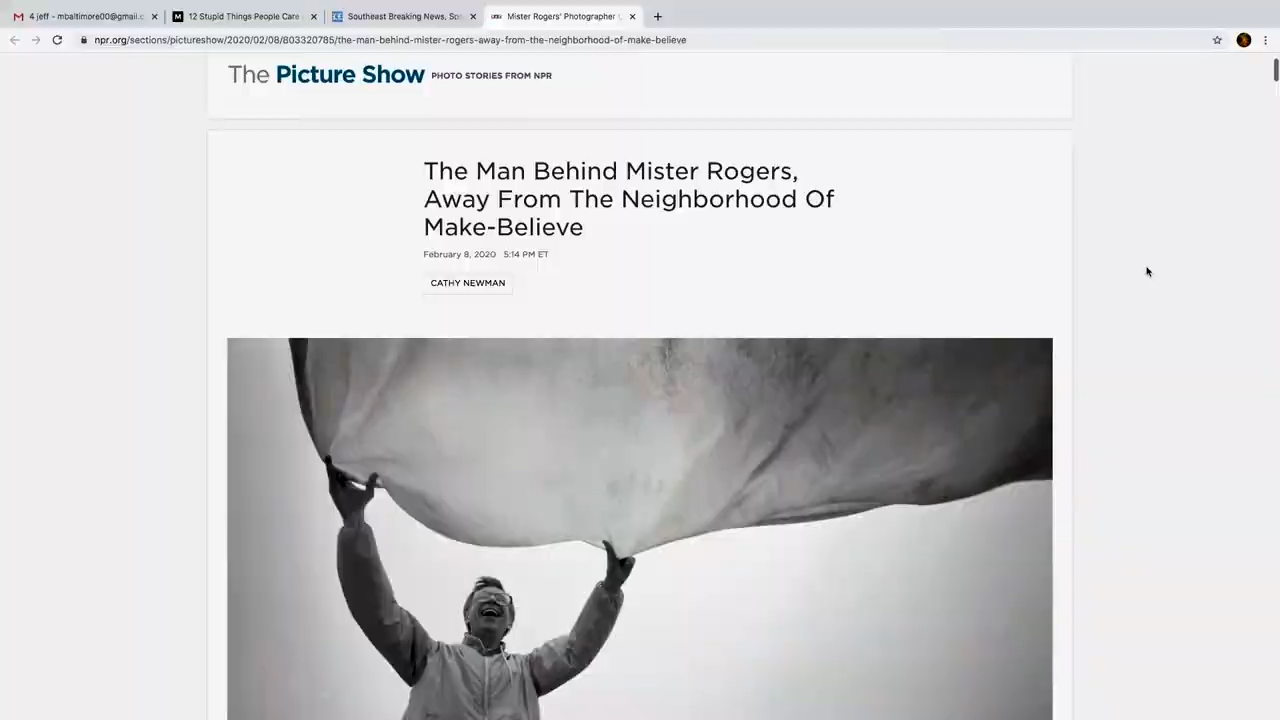 4 jeff - mbaltimore00@gmail.c
12 Stupid Things People Care
Southeast Breaking News, Spo
Mister Rogers' Photographer
npr.org/sections/pictureshow/2020/02/08/803320785/the-man-behind-mister-rogers-away-from-the-neighborhood-of-make-believe
The Picture Show PHOTO STORIES FROM NPR
The Man Behind Mister Rogers,
Away From The Neighborhood Of
Make-Believe
February 8, 2020 5:14 PM ET
CATHY NEWMAN